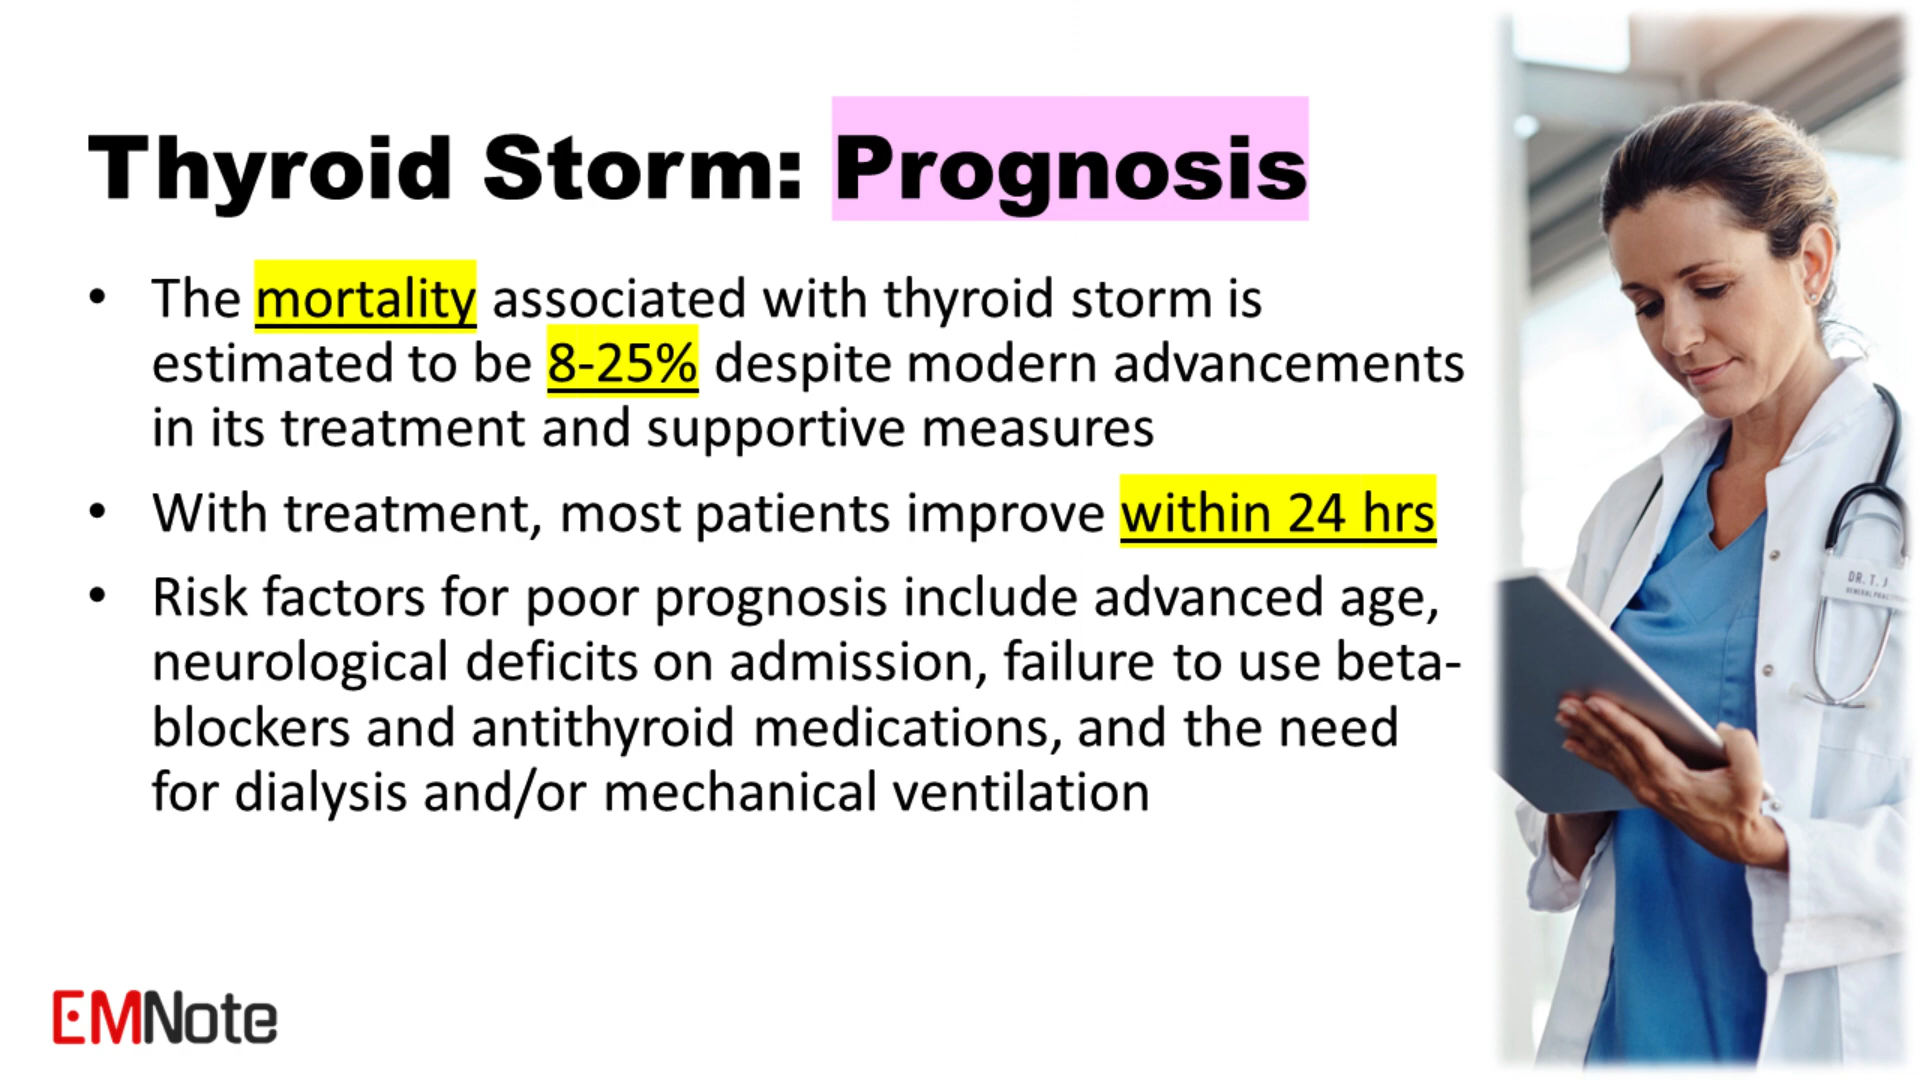 Thyroid Storm: Prognosis
• The mortality associated with thyroid storm is
estimated to be 8-25% despite modern advancements
in its treatment and supportive measures
• With treatment, most patients improve within 24 hrs
• Risk factors for poor prognosis include advanced age,
neurological deficits on admission, failure to use beta-
blockers and antithyroid medications, and the need
for dialysis and/or mechanical ventilation
DR. T. J
EMNote